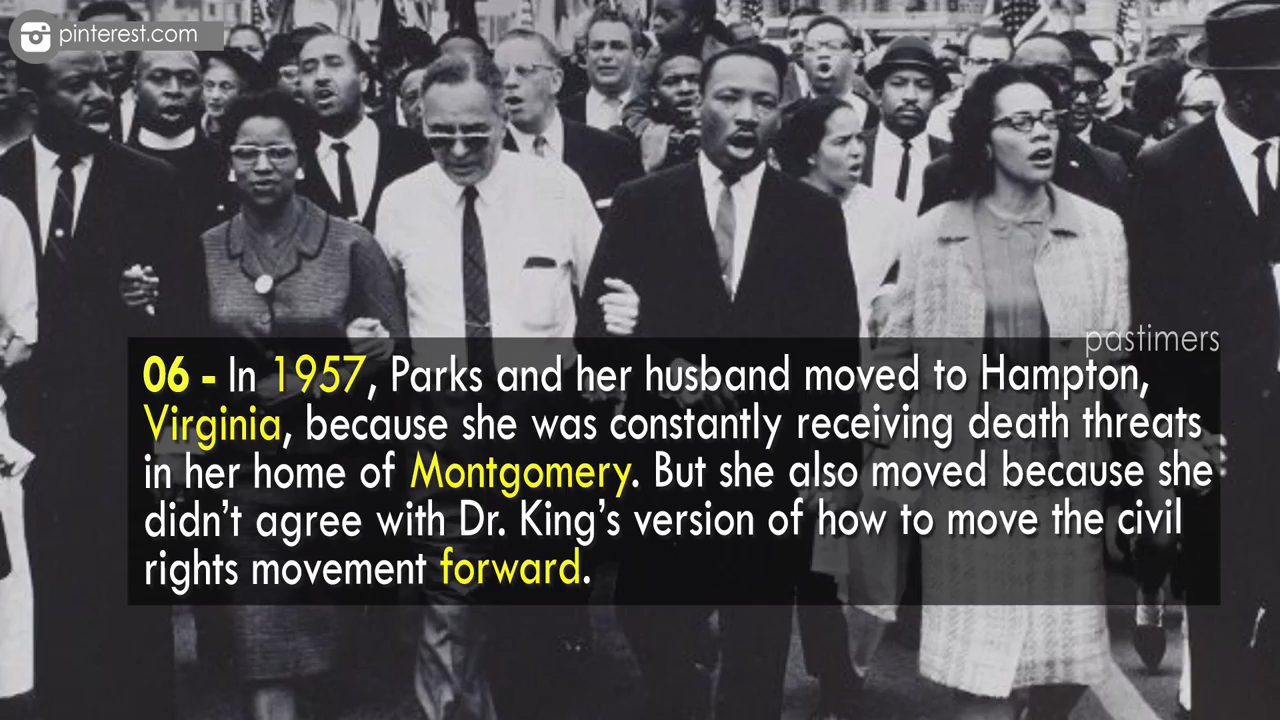 pinterest.com
pastimers
06 - In 1957, Parks and her husband moved to Hampton,
Virginia, because she was constantly receiving death threats
in her home of Montgomery. But she also moved because she
didn’t agree with Dr. King’s version of how to move the civil
rights movement forward.